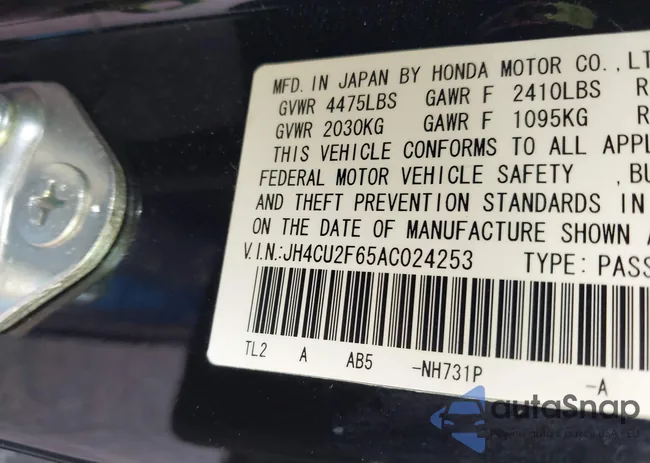 MFD. IN JAPAN BY HONDA MOTOR CO., LT
GVWR 4475LBS GAWR F 2410LBS R
GVWR 2030KG GAWR F 1095KG R
THIS VEHICLE CONFORMS TO ALL APPL
FEDERAL MOTOR VEHICLE SAFETY , BU
AND THEFT PREVENTION STANDARDS IN
ON THE DATE OF MANUFACTURE SHOWN A
V.I.N.:JH4CU2F65AC024253 TYPE: PASS
TL2 A AB5 -NH731P -A
autoSnap